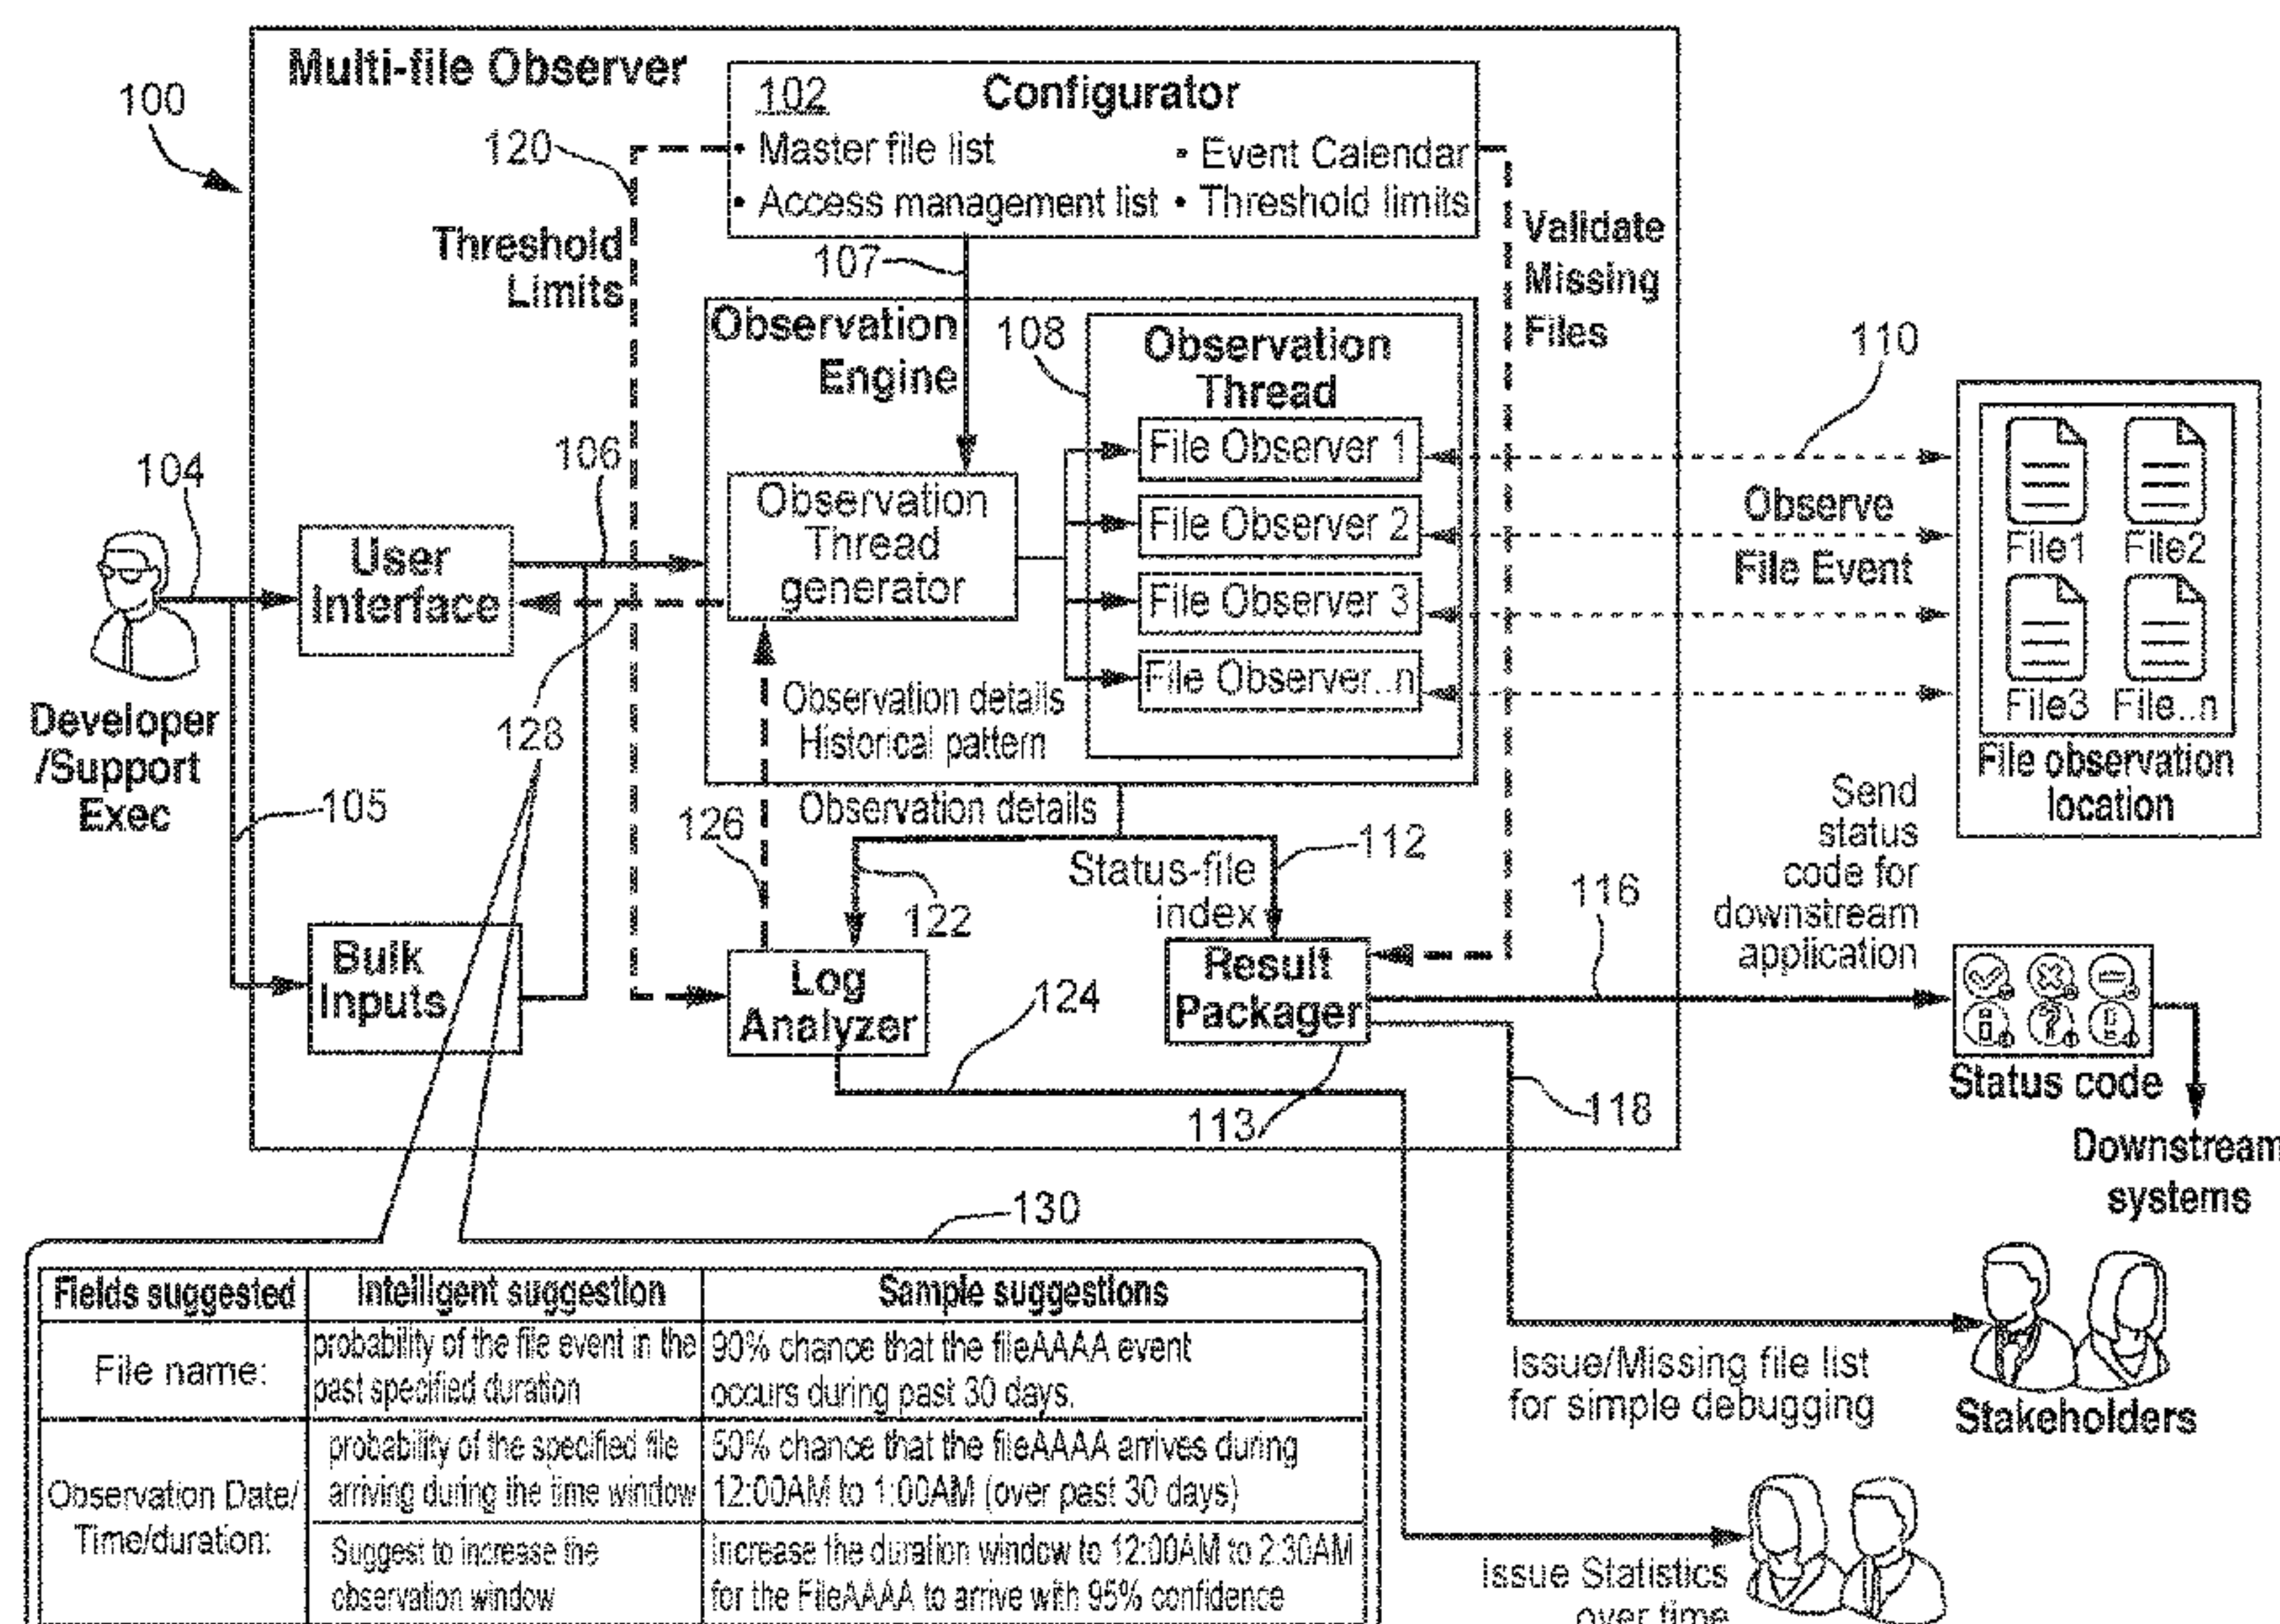 Multi-file Observer
100
102
Configurator
• Master file list
• Event Calendar
• Access management list
• Threshold limits
120
Threshold
Limits
107
Validate
Missing
Files
Observation
Engine
108
Observation
Thread
110
File Observer 1
File Observer 2
File Observer 3
File Observer..n
Observation
Thread
generator
Observe
File Event
File1
File2
File3
File..n
File observation
location
104
106
User
Interface
Developer
/Support
Exec
128
105
Observation details
Historical pattern
Observation details
126
122
Status-file
index
112
Bulk
Inputs
Log
Analyzer
Result
Packager
124
113
116
118
Send
status
code for
downstream
application
Status code
Downstream
systems
130
Fields suggested
Intelligent suggestion
Sample suggestions
File name:
probability of the file event in the
past specified duration
90% chance that the fileAAAA event
occurs during past 30 days.
Observation Date/
Time/duration:
probability of the specified file
arriving during the time window
50% chance that the fileAAAA arrives during
12:00AM to 1:00AM (over past 30 days)
Suggest to increase the
observation window
increase the duration window to 12:00AM to 2:30AM
for the FileAAAA to arrive with 95% confidence
Issue/Missing file list
for simple debugging
Stakeholders
Issue Statistics
over time